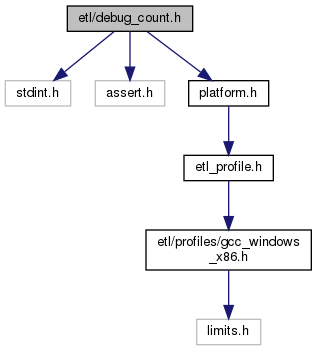 etl/debug_count.h
stdint.h
assert.h
platform.h
etl_profile.h
etl/profiles/gcc_windows
_x86.h
limits.h